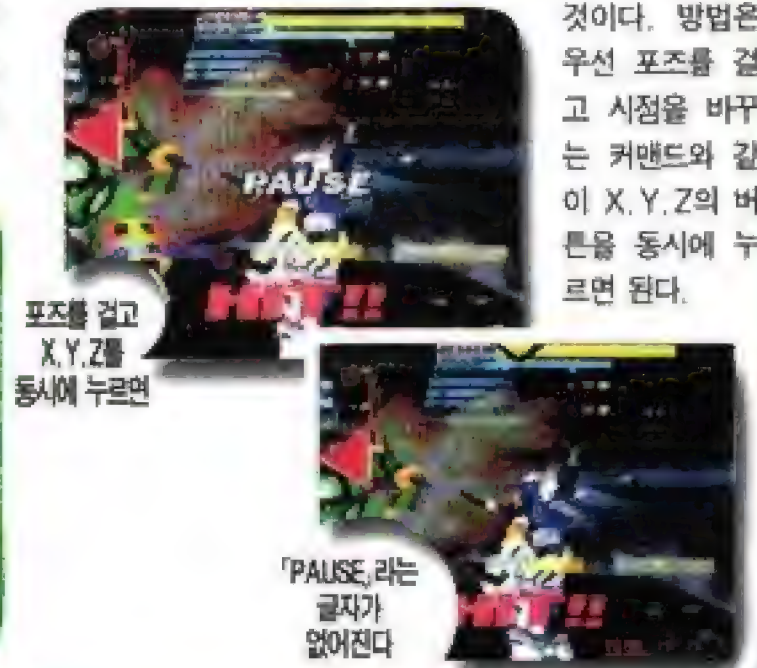 것이다. 방법은
우선 포즈를 걸
고 시점을 바꾸
는 커맨드와 같
이 X, Y, Z의 버
튼을 동시에 누
르면 된다.
PAUSE
HIT!!
포즈를 걸고
X, Y, Z를
동시에 누르면
HIT!!
「PAUSE」라는
글자가
없어진다